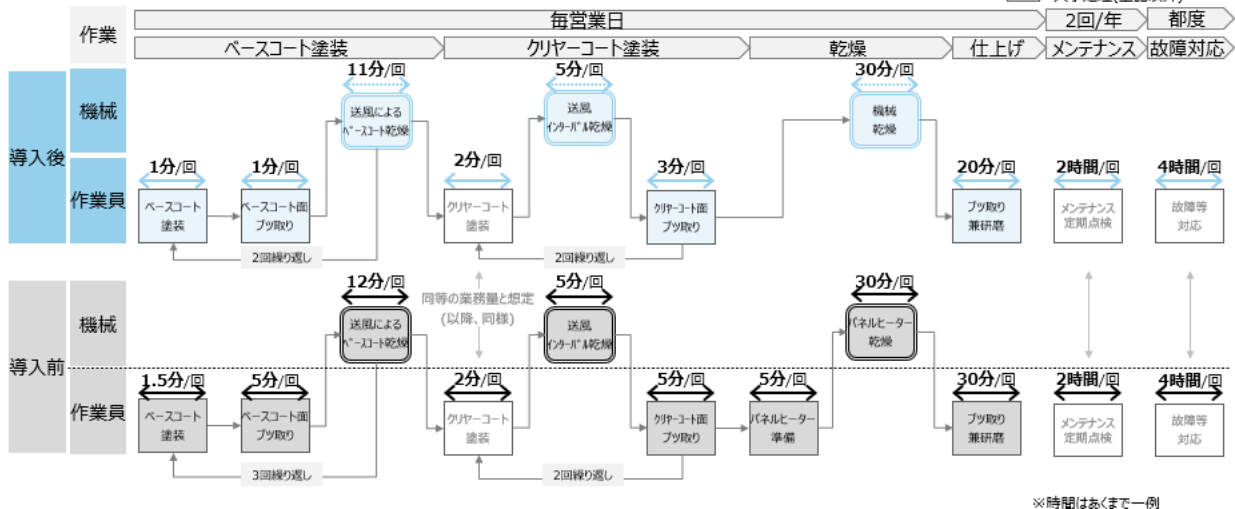 作業
毎営業日
2回/年
都度
ベースコート塗装
クリヤーコート塗装
乾燥
仕上げ
メンテナンス
故障対応
導入後
機械
11分/回
5分/回
30分/回
送風による
ベースコート乾燥
送風
インターバル乾燥
機械
乾燥
作業員
1分/回
1分/回
2分/回
3分/回
20分/回
2時間/回
4時間/回
ベースコート
塗装
ベースコート面
ブツ取り
クリヤーコート
塗装
クリヤーコート面
ブツ取り
ブツ取り
兼研磨
メンテナンス
定期点検
故障等
対応
2回繰り返し
2回繰り返し
導入前
機械
12分/回
同等の業務量と想定
(以降、同様)
5分/回
30分/回
送風による
ベースコート乾燥
送風
インターバル乾燥
パネルヒーター
乾燥
作業員
1.5分/回
5分/回
2分/回
5分/回
5分/回
30分/回
2時間/回
4時間/回
ベースコート
塗装
ベースコート面
ブツ取り
クリヤーコート
塗装
クリヤーコート面
ブツ取り
パネルヒーター
準備
ブツ取り
兼研磨
メンテナンス
定期点検
故障等
対応
3回繰り返し
2回繰り返し
※時間はあくまで一例